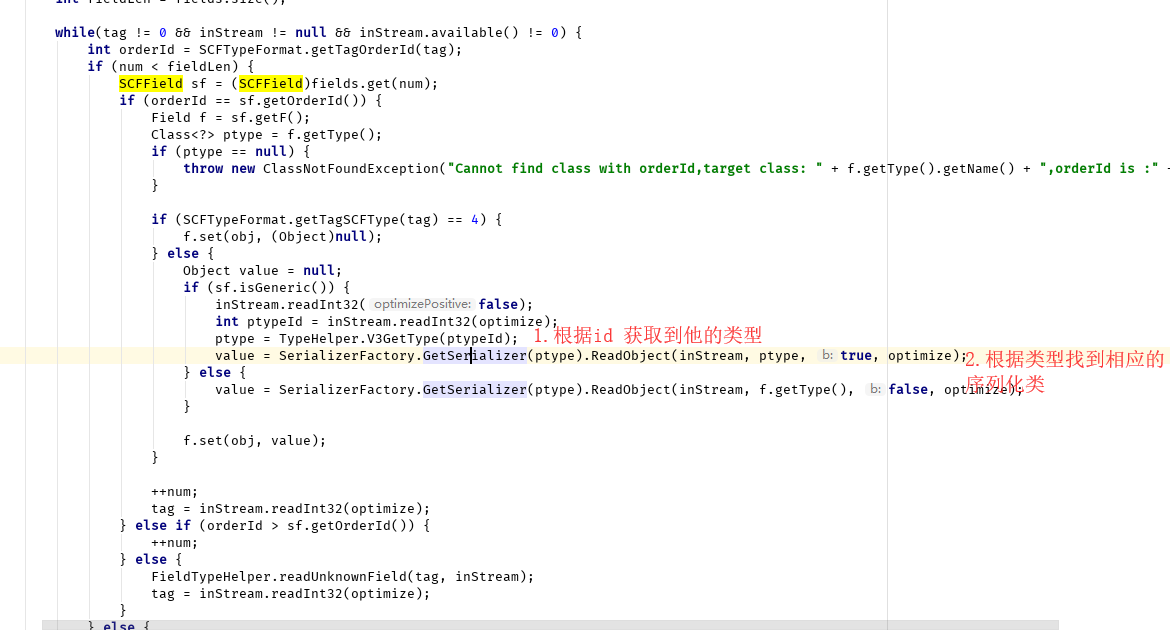 int fieldLen = fields.size();
while(tag != 0 && inStream != null && inStream.available() != 0) {
int orderId = SCFTypeFormat.getTagOrderId(tag);
if (num < fieldLen) {
SCFField sf = (SCFField)fields.get(num);
if (orderId == sf.getOrderId()) {
Field f = sf.getF();
Class<?> ptype = f.getType();
if (ptype == null) {
throw new ClassNotFoundException("Cannot find class with orderId,target class: " + f.getType().getName() + ",orderId is :" +
}
if (SCFTypeFormat.getTagSCFType(tag) == 4) {
f.set(obj, (Object)null);
} else {
Object value = null;
if (sf.isGeneric()) {
inStream.readInt32( optimizePositive: false);
int ptypeId = inStream.readInt32(optimize);
ptype = TypeHelper.V3GetType(ptypeId); 1.根据id 获取到他的类型
value = SerializerFactory.GetSerializer(ptype).ReadObject(inStream, ptype, b: true, optimize); 2.根据类型找到相应的
序列化类
} else {
value = SerializerFactory.GetSerializer(ptype).ReadObject(inStream, f.getType(), b: false, optimize);
}
f.set(obj, value);
}
++num;
tag = inStream.readInt32(optimize);
} else if (orderId > sf.getOrderId()) {
++num;
} else {
FieldTypeHelper.readUnknownField(tag, inStream);
tag = inStream.readInt32(optimize);
}
} else {